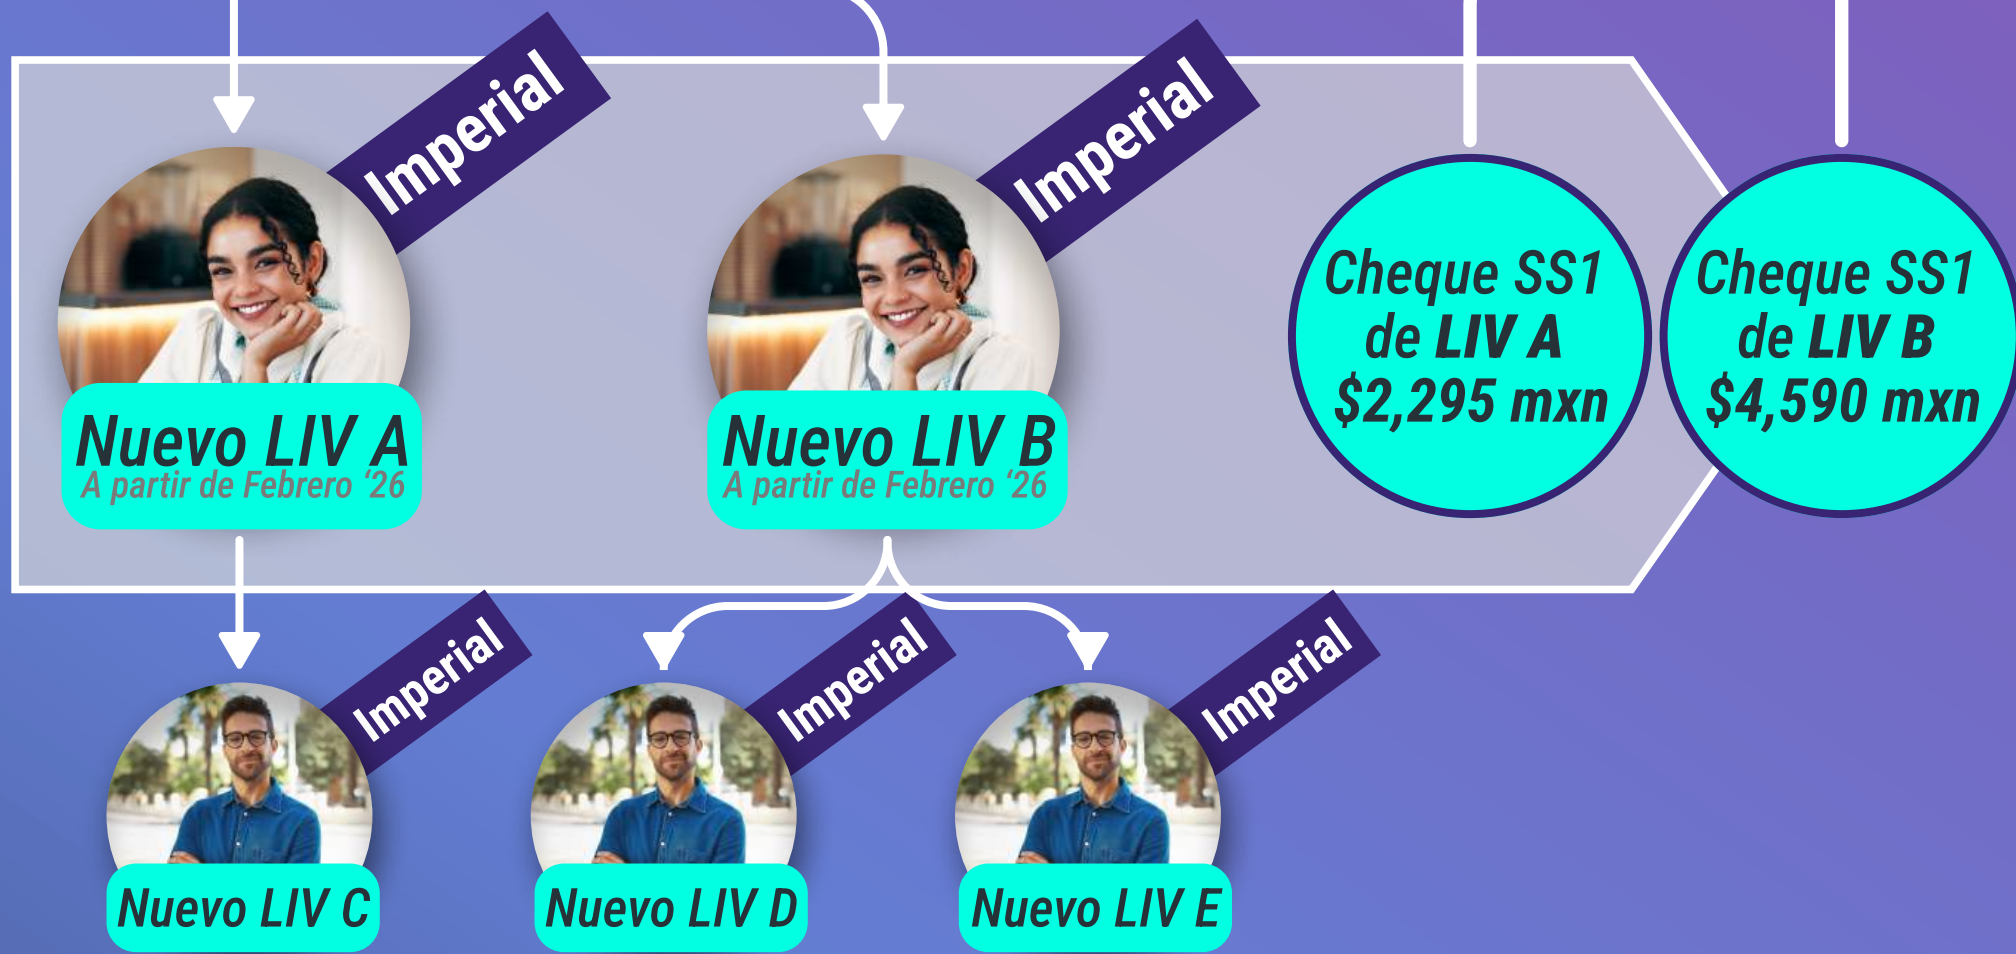 Imperial
Imperial
Nuevo LIV A
A partir de Febrero ‘26
Nuevo LIV B
A partir de Febrero ‘26
Cheque SS1
de LIV A
$2,295 mxn
Cheque SS1
de LIV B
$4,590 mxn
Imperial
Imperial
Imperial
Nuevo LIV C
Nuevo LIV D
Nuevo LIV E